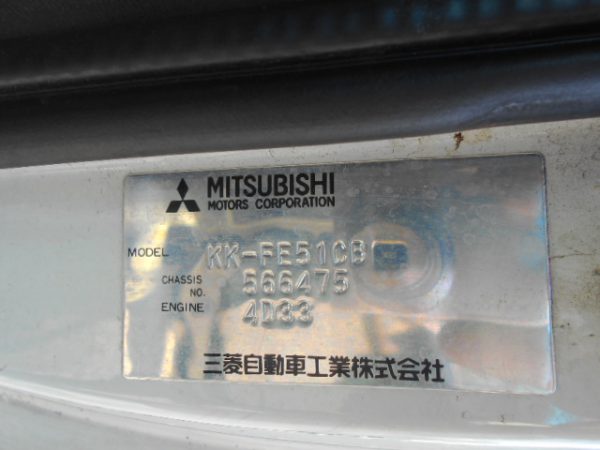 MITSUBISHI
MOTORS CORPORATION
MODEL KK-FE51CB
CHASSIS NO. 566475
ENGINE 4D33
三菱自動車工業株式会社